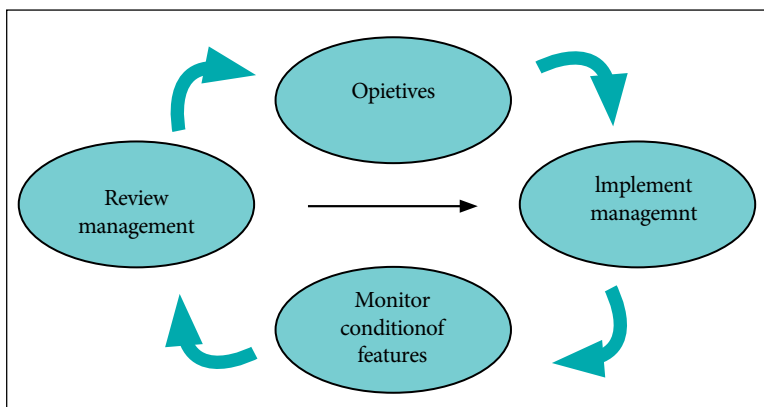 Opietives
Review
management
lmplement
managemnt
Monitor
conditionof
features